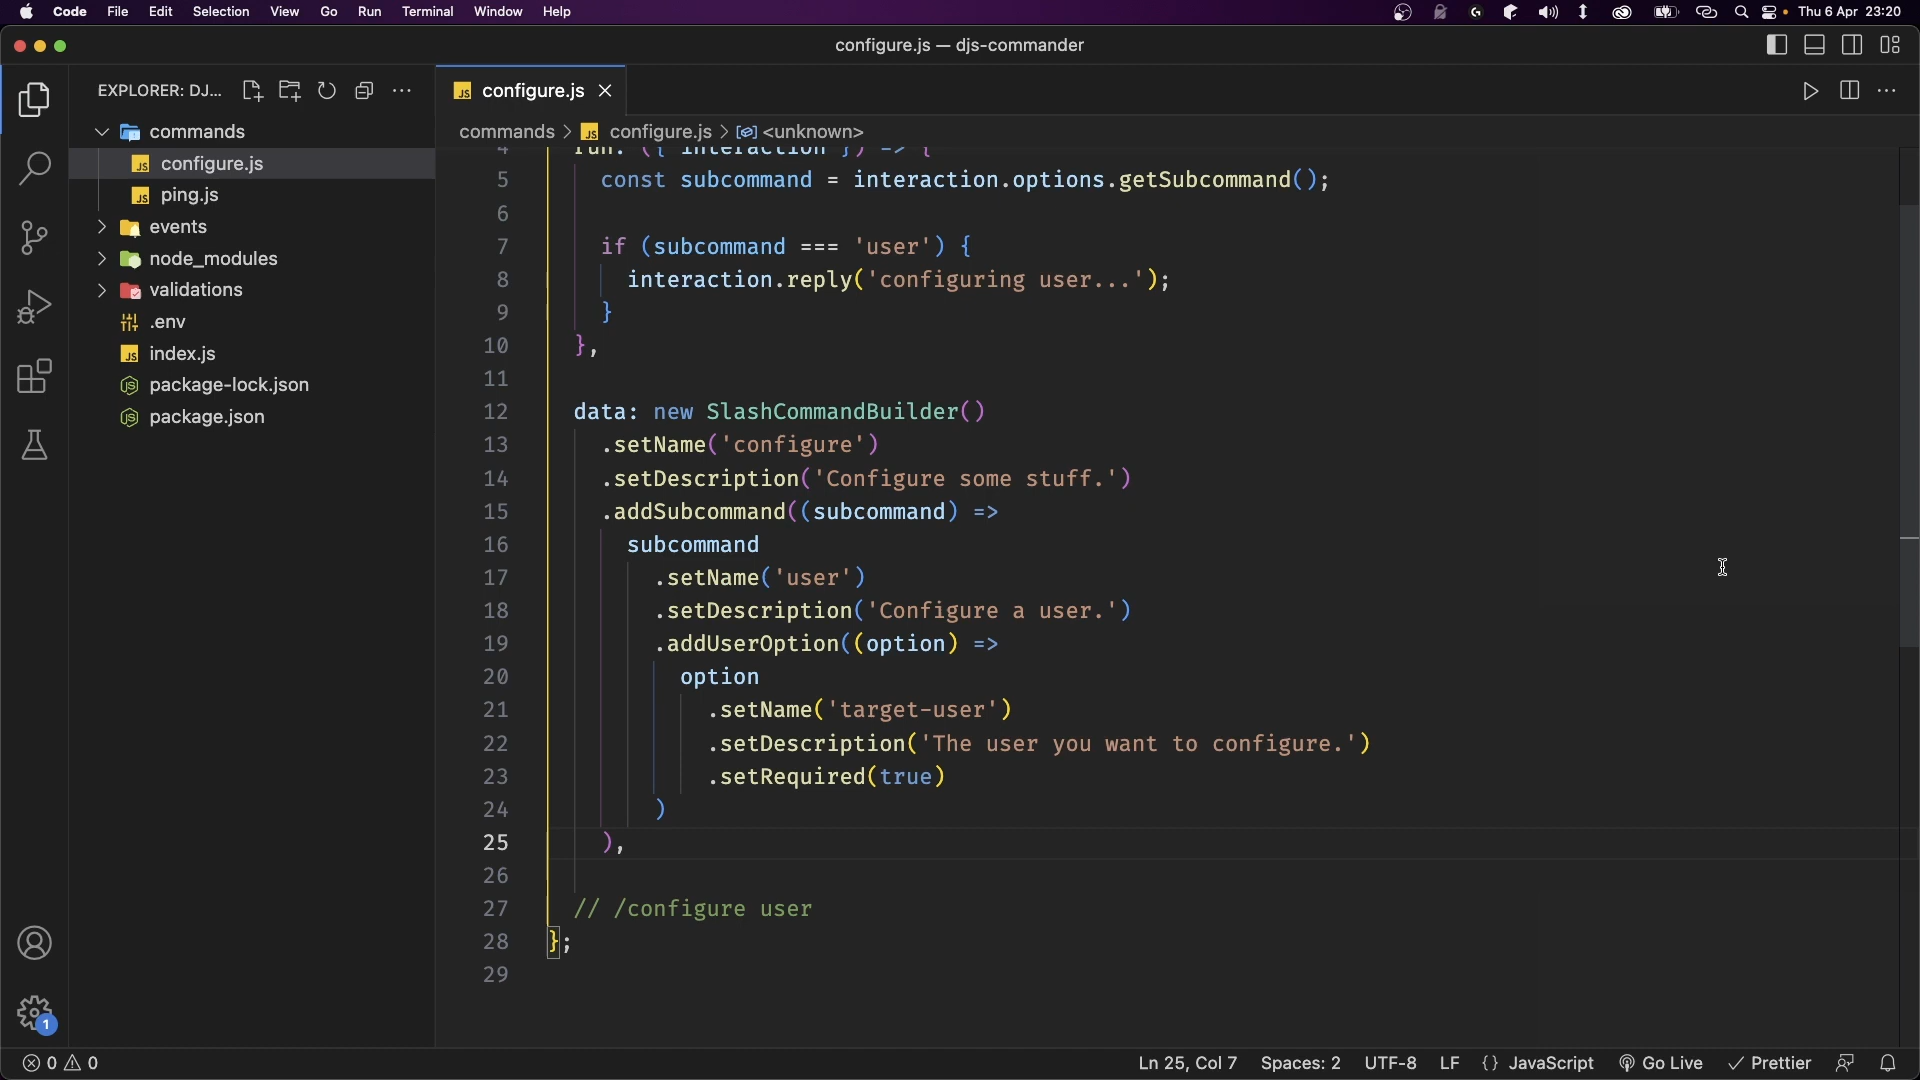 Code File Edit Selection View Go Run Terminal Window Help Thu 6 Apr 23:20
configure.js — djs-commander
EXPLORER: DJ...
commands
configure.js
ping.js
events
node_modules
validations
.env
index.js
package-lock.json
package.json
configure.js
commands > configure.js > <unknown>
4 run: ({ interaction }) => {
5 const subcommand = interaction.options.getSubcommand();
6
7 if (subcommand === 'user') {
8 interaction.reply('configuring user...');
9 }
10 },
11
12 data: new SlashCommandBuilder()
13 .setName('configure')
14 .setDescription('Configure some stuff.')
15 .addSubcommand((subcommand) =>
16 subcommand
17 .setName('user')
18 .setDescription('Configure a user.')
19 .addUserOption((option) =>
20 option
21 .setName('target-user')
22 .setDescription('The user you want to configure.')
23 .setRequired(true)
24 )
25 ),
26
27 // /configure user
28 };
29
1
0 0 Ln 25, Col 7 Spaces: 2 UTF-8 LF {} JavaScript Go Live Prettier